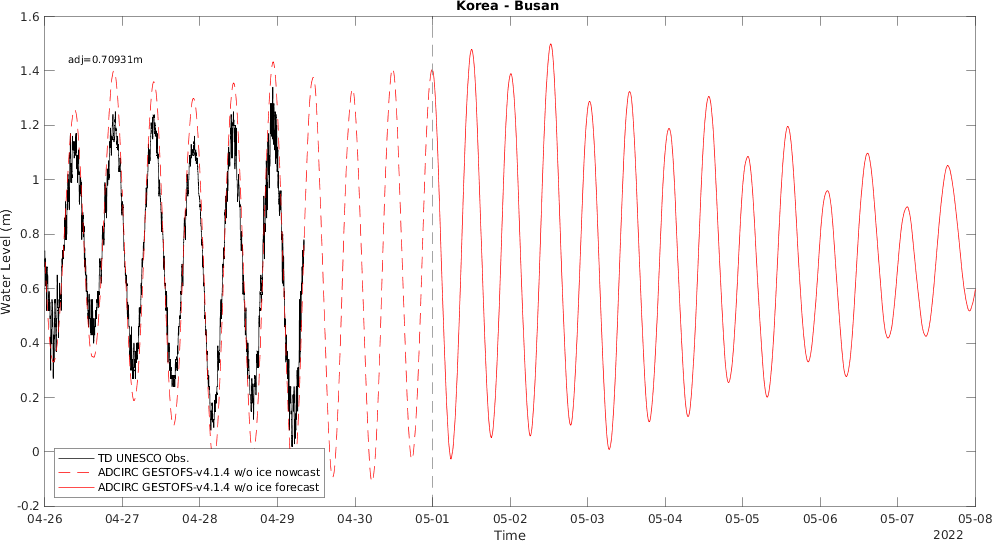 Korea - Busan
adj=0.70931m
Water Level (m)
1.6
1.4
1.2
1
0.8
0.6
0.4
0.2
0
-0.2
TD UNESCO Obs.
ADCIRC GESTOFS-v4.1.4 w/o ice nowcast
ADCIRC GESTOFS-v4.1.4 w/o ice forecast
04-26 04-27 04-28 04-29 04-30 05-01 05-02 05-03 05-04 05-05 05-06 05-07 05-08
Time
2022